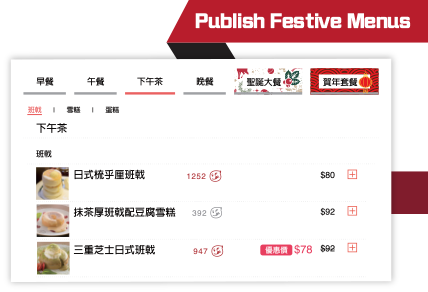 Publish Festive Menus
早餐 午餐 下午茶 晚餐 聖誕大餐 賀年套餐
班戟 | 雪糕 | 蛋糕
下午茶
班戟
日式梳乎厘班戟 1252 $80
抹茶厚班戟配豆腐雪糕 392 $92
三重芝士日式班戟 947 優惠價 $78 $92